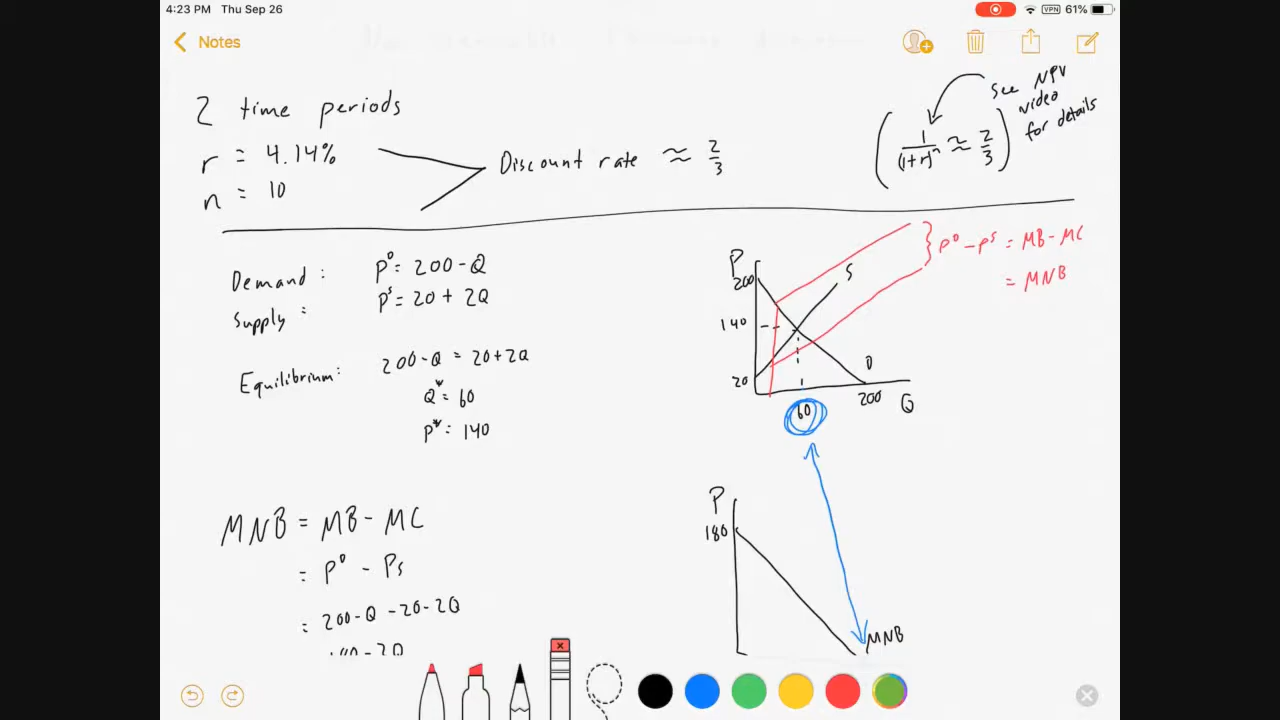 4:23 PM Thu Sep 26
VPN 61%
Notes
2 time periods
r = 4.14%
n = 10
Discount rate ≈ 2/3
(1/(1+r)^n ≈ 2/3)
See NPV
video
for details
Demand : P^D = 200 - Q
Supply : P^S = 20 + 2Q
Equilibrium: 200-Q = 20+2Q
Q* = 60
P* = 140
P
200
140
20
S
D
60
200
Q
P^D - P^S = MB - MC
= MNB
MNB = MB - MC
= P^D - Ps
= 200-Q -20-2Q
P
180
MNB